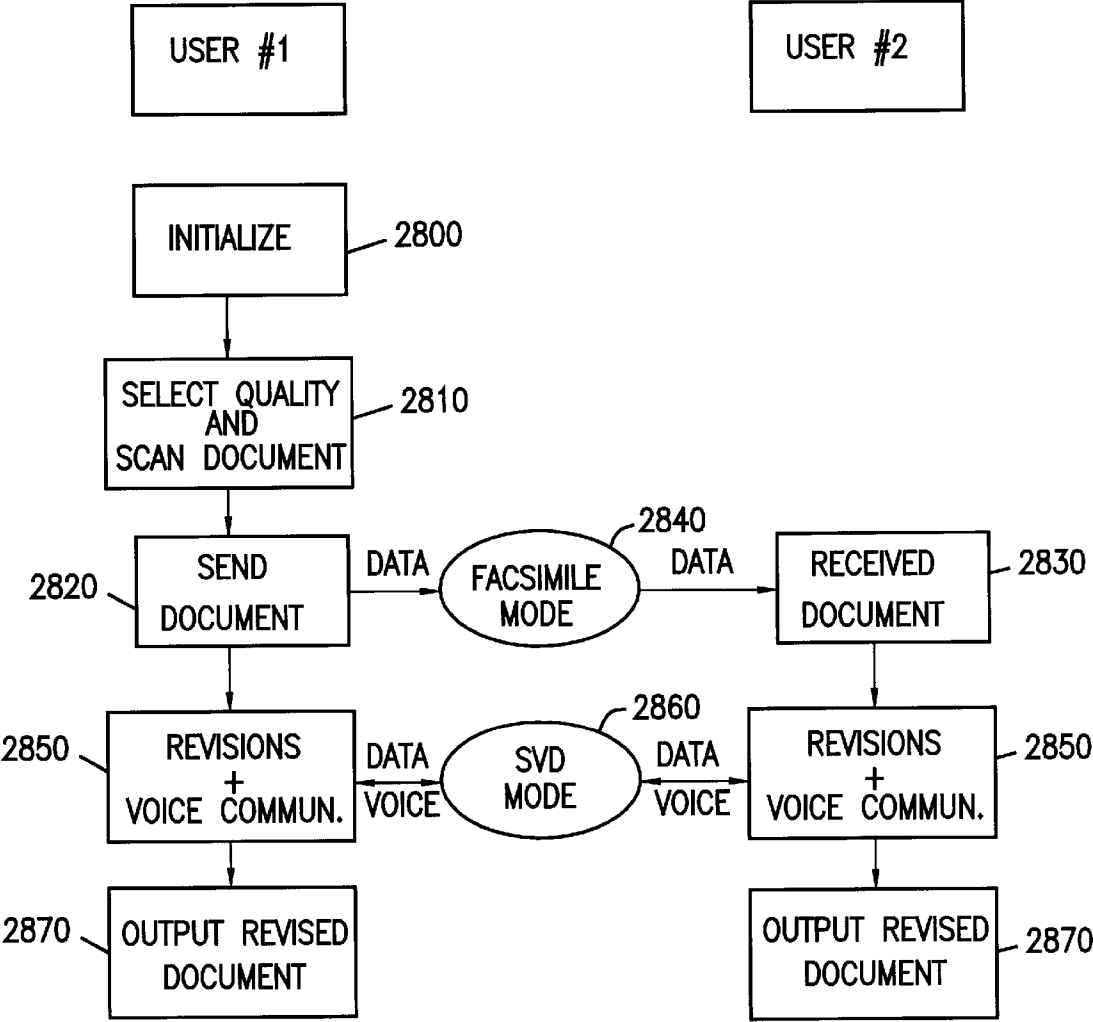 USER #1
USER #2
INITIALIZE
2800
SELECT QUALITY
AND
SCAN DOCUMENT
2810
2820
SEND
DOCUMENT
DATA
FACSIMILE
MODE
2840
DATA
RECEIVED
DOCUMENT
2830
2850
REVISIONS
+
VOICE COMMUN.
DATA
VOICE
SVD
MODE
2860
DATA
VOICE
REVISIONS
+
VOICE COMMUN.
2850
2870
OUTPUT REVISED
DOCUMENT
OUTPUT REVISED
DOCUMENT
2870